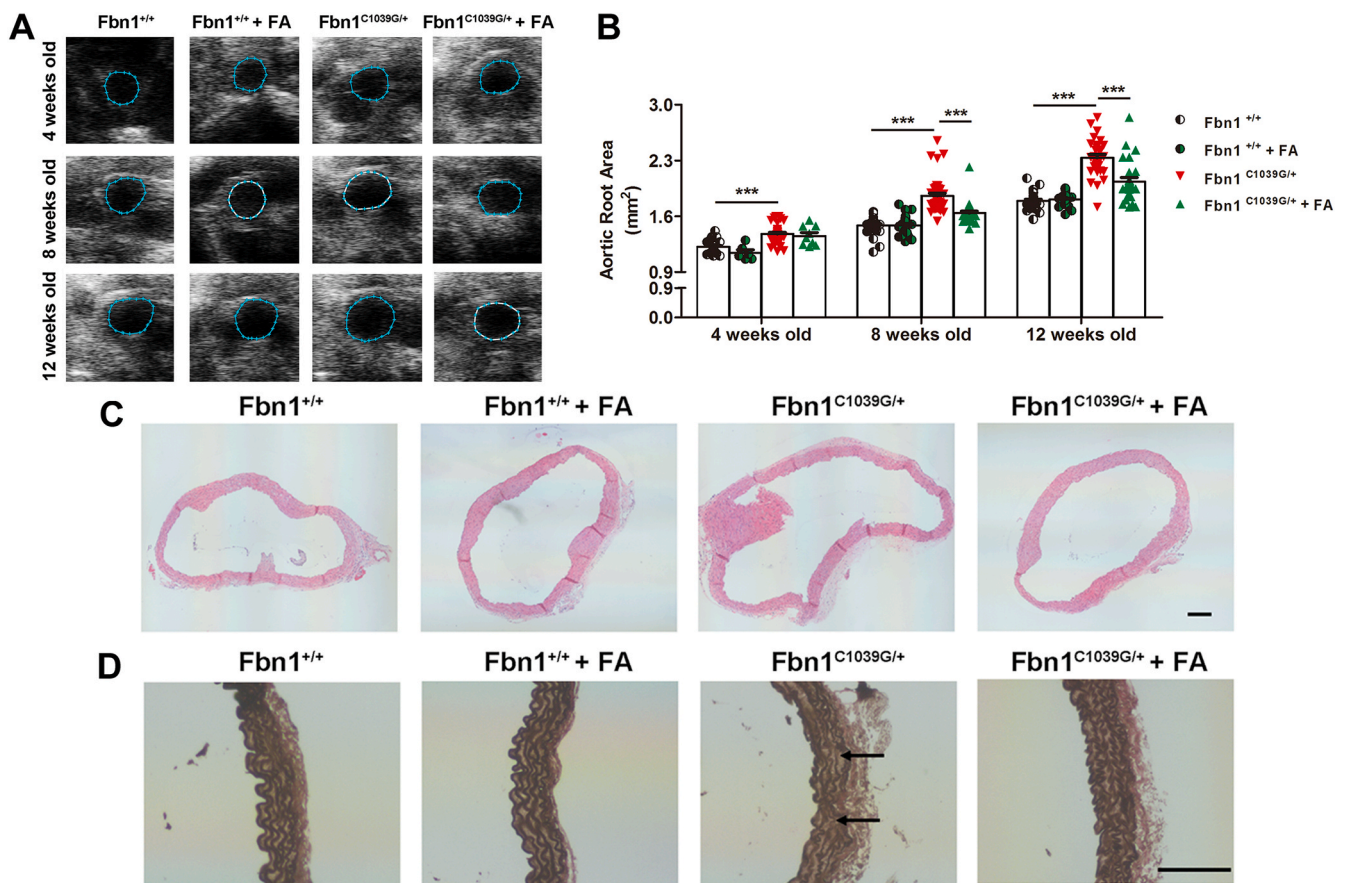 A
Fbn1+/+
Fbn1+/+ + FA
Fbn1C1039G/+
Fbn1C1039G/+ + FA
4 weeks old
8 weeks old
12 weeks old
B
Aortic Root Area
(mm2)
3.0
2.3
1.6
0.9
0.9
0.0
***
***
***
***
***
4 weeks old
8 weeks old
12 weeks old
Fbn1 +/+
Fbn1 +/+ + FA
Fbn1 C1039G/+
Fbn1 C1039G/+ + FA
C
Fbn1+/+
Fbn1+/+ + FA
Fbn1C1039G/+
Fbn1C1039G/+ + FA
D
Fbn1+/+
Fbn1+/+ + FA
Fbn1C1039G/+
Fbn1C1039G/+ + FA